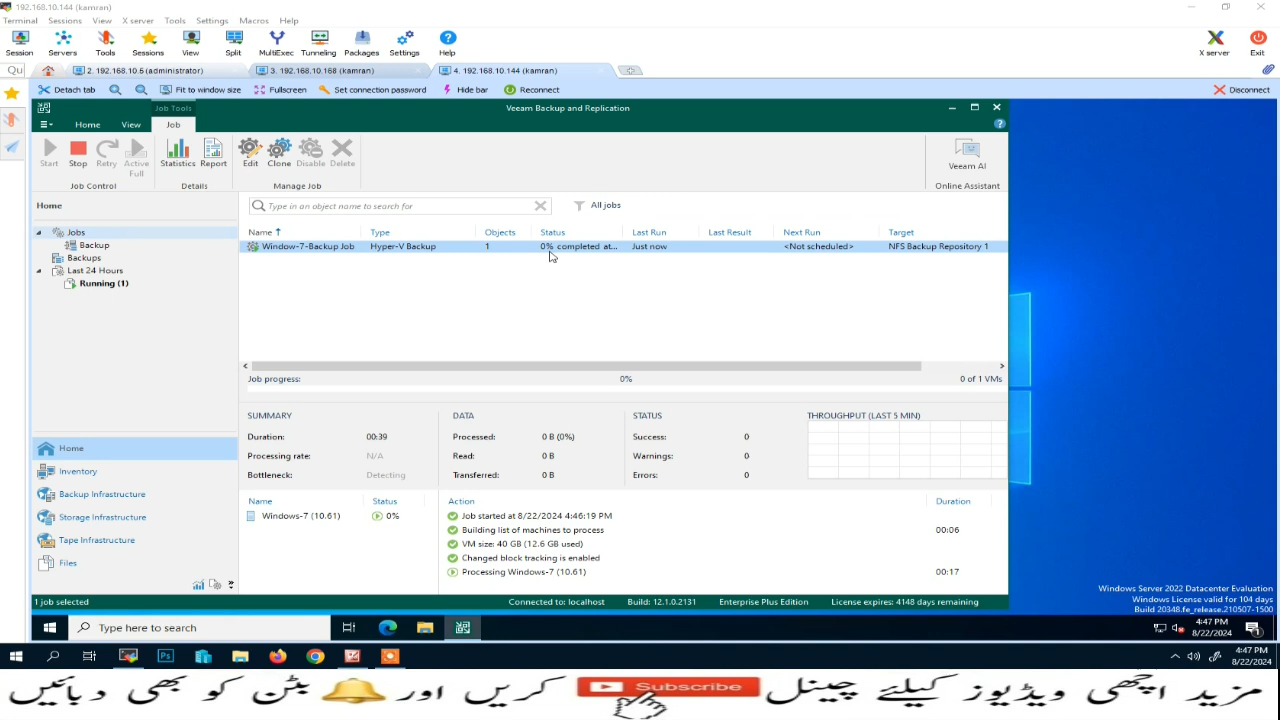 192.168.10.144 (kamran)
Terminal Sessions View X server Tools Settings Macros Help
Session Servers Tools Sessions View Split MultiExec Tunneling Packages Settings Help X server Exit
Qu 2. 192.168.10.5 (administrator) 3. 192.168.10.168 (kamran) 4. 192.168.10.144 (kamran)
Detach tab Fit to window size Fullscreen Set connection password Hide bar Reconnect Disconnect
Job Tools Veeam Backup and Replication
Home View Job
Start Stop Retry Active Full Statistics Report Edit Clone Disable Delete Veeam AI
Job Control Details Manage Job Online Assistant
Home
Type in an object name to search for All jobs
Jobs
Backup
Backups
Last 24 Hours
Running (1)
Name Type Objects Status Last Run Last Result Next Run Target
Window-7-Backup Job Hyper-V Backup 1 0% completed at... Just now <Not scheduled> NFS Backup Repository 1
Job progress: 0% 0 of 1 VMs
SUMMARY DATA STATUS THROUGHPUT (LAST 5 MIN)
Duration: 00:39 Processed: 0 B (0%) Success: 0
Processing rate: N/A Read: 0 B Warnings: 0
Bottleneck: Detecting Transferred: 0 B Errors: 0
Home
Inventory
Backup Infrastructure
Storage Infrastructure
Tape Infrastructure
Files
Name Status Action Duration
Windows-7 (10.61) 0% Job started at 8/22/2024 4:46:19 PM
Building list of machines to process 00:06
VM size: 40 GB (12.6 GB used)
Changed block tracking is enabled
Processing Windows-7 (10.61) 00:17
1 job selected Connected to: localhost Build: 12.1.0.2131 Enterprise Plus Edition License expires: 4148 days remaining
Windows Server 2022 Datacenter Evaluation
Windows License valid for 104 days
Build 20348.fe_release.210507-1500
Type here to search 4:47 PM
8/22/2024
4:47 PM
8/22/2024
مزید اچھی ویڈیوز کیلئے چینل Subscribe کریں اور بٹن کو بھی دبائیں